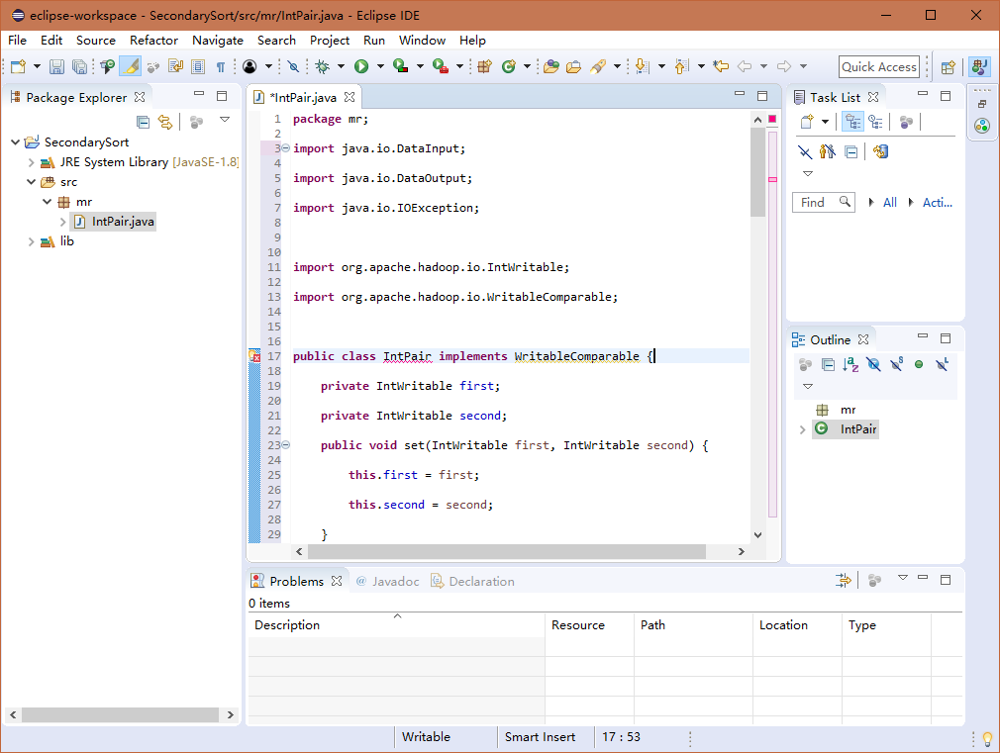 eclipse-workspace - SecondarySort/src/mr/IntPair.java - Eclipse IDE
File Edit Source Refactor Navigate Search Project Run Window Help
Quick Access
Package Explorer
SecondarySort
JRE System Library [JavaSE-1.8]
src
mr
IntPair.java
lib
*IntPair.java
1 package mr;
2
3 import java.io.DataInput;
4
5 import java.io.DataOutput;
6
7 import java.io.IOException;
8
9
10
11 import org.apache.hadoop.io.IntWritable;
12
13 import org.apache.hadoop.io.WritableComparable;
14
15
16
17 public class IntPair implements WritableComparable {
18
19 private IntWritable first;
20
21 private IntWritable second;
22
23 public void set(IntWritable first, IntWritable second) {
24
25 this.first = first;
26
27 this.second = second;
28
29 }
Task List
Find All Acti...
Outline
mr
IntPair
Problems @ Javadoc Declaration
0 items
Description Resource Path Location Type
Writable Smart Insert 17 : 53